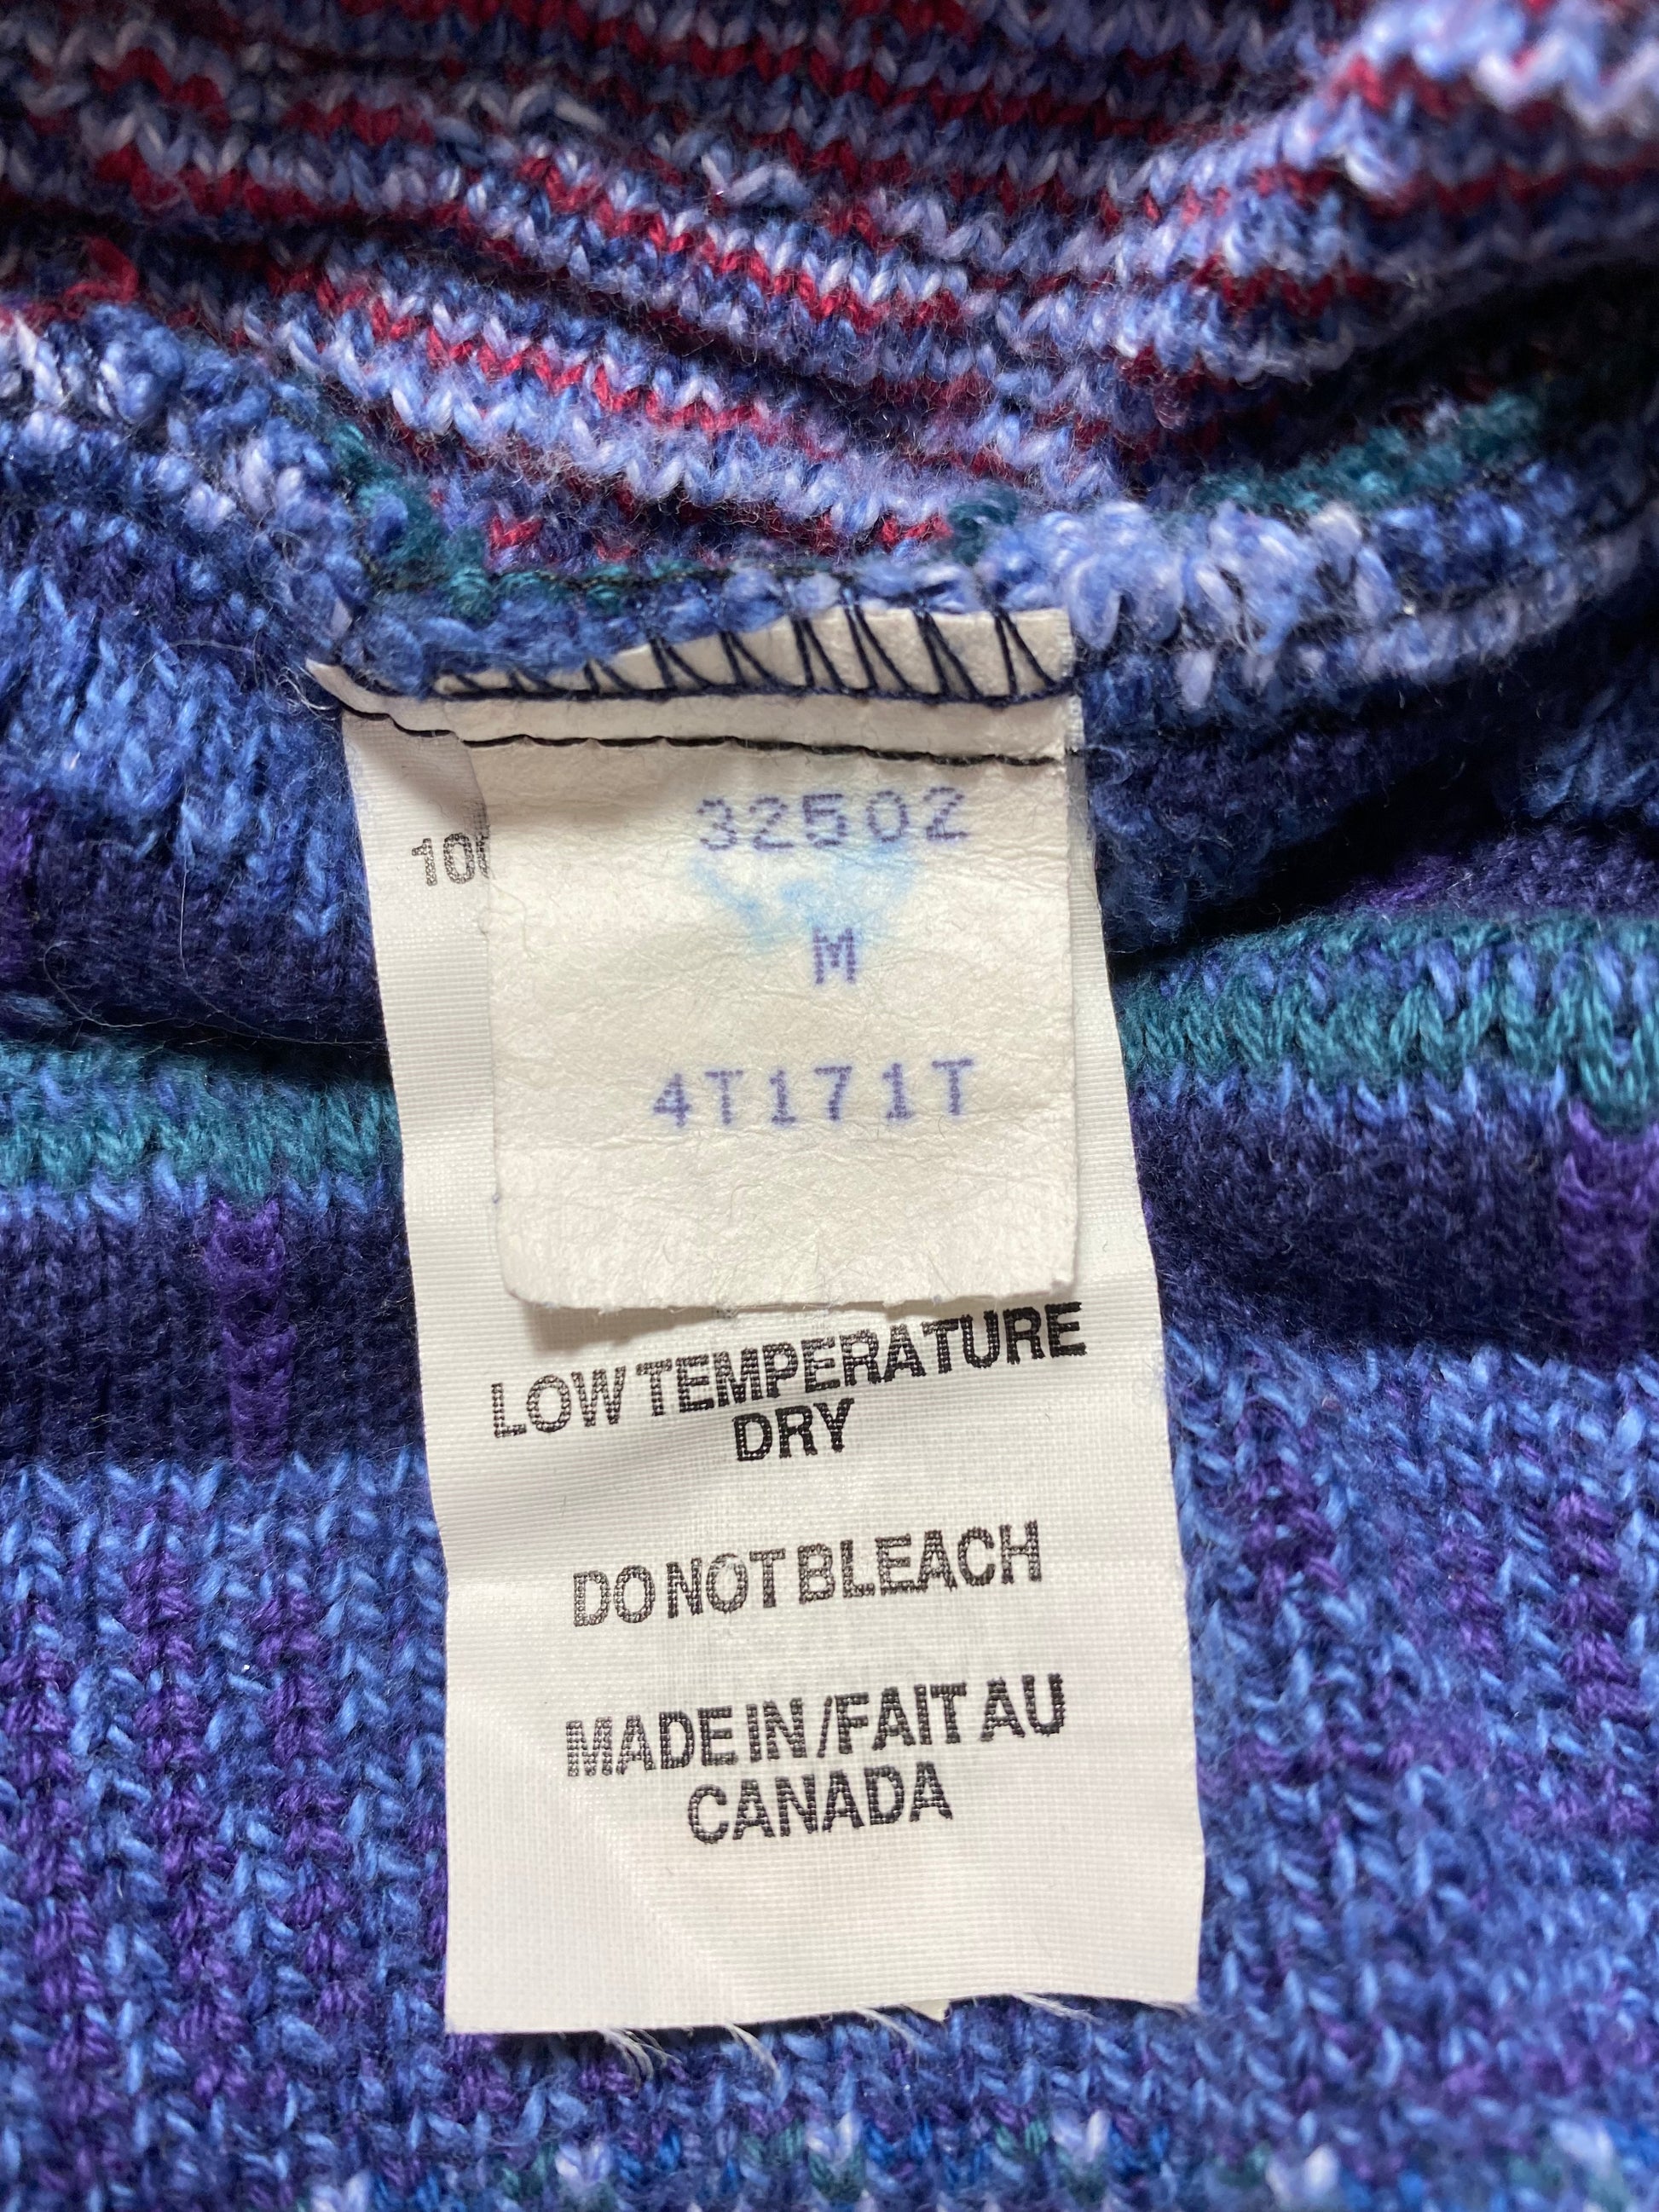 32502
M
4T171T
LOW TEMPERATURE
DRY
DO NOT BLEACH
MADE IN/FAIT AU
CANADA